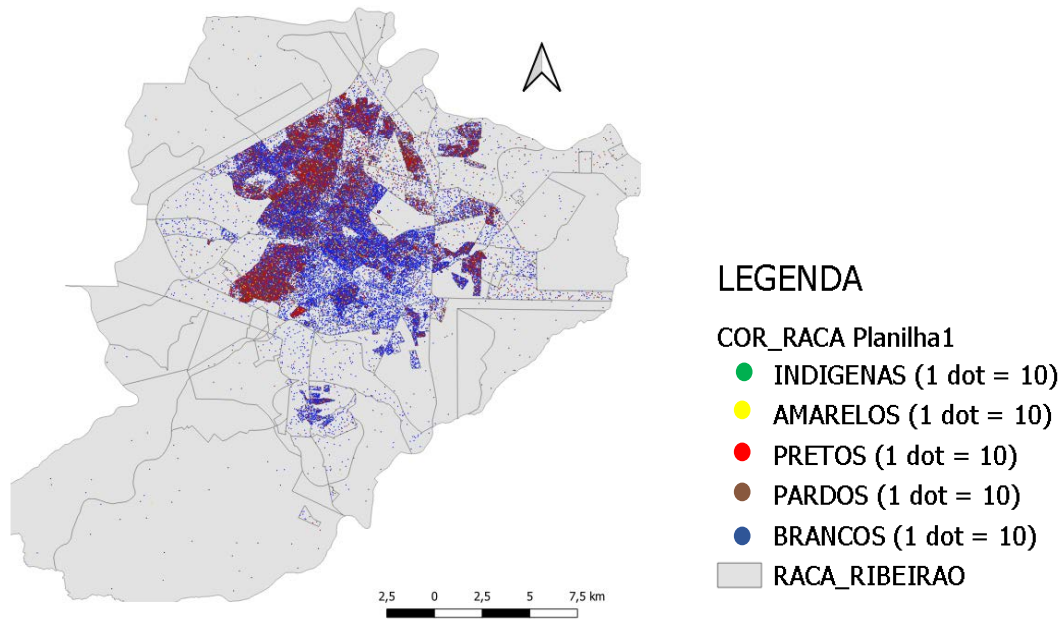 LEGENDA
COR_RACA Planilha1
INDIGENAS (1 dot = 10)
AMARELOS (1 dot = 10)
PRETOS (1 dot = 10)
PARDOS (1 dot = 10)
BRANCOS (1 dot = 10)
RACA_RIBEIRAO
2,5 0 2,5 5 7,5 km